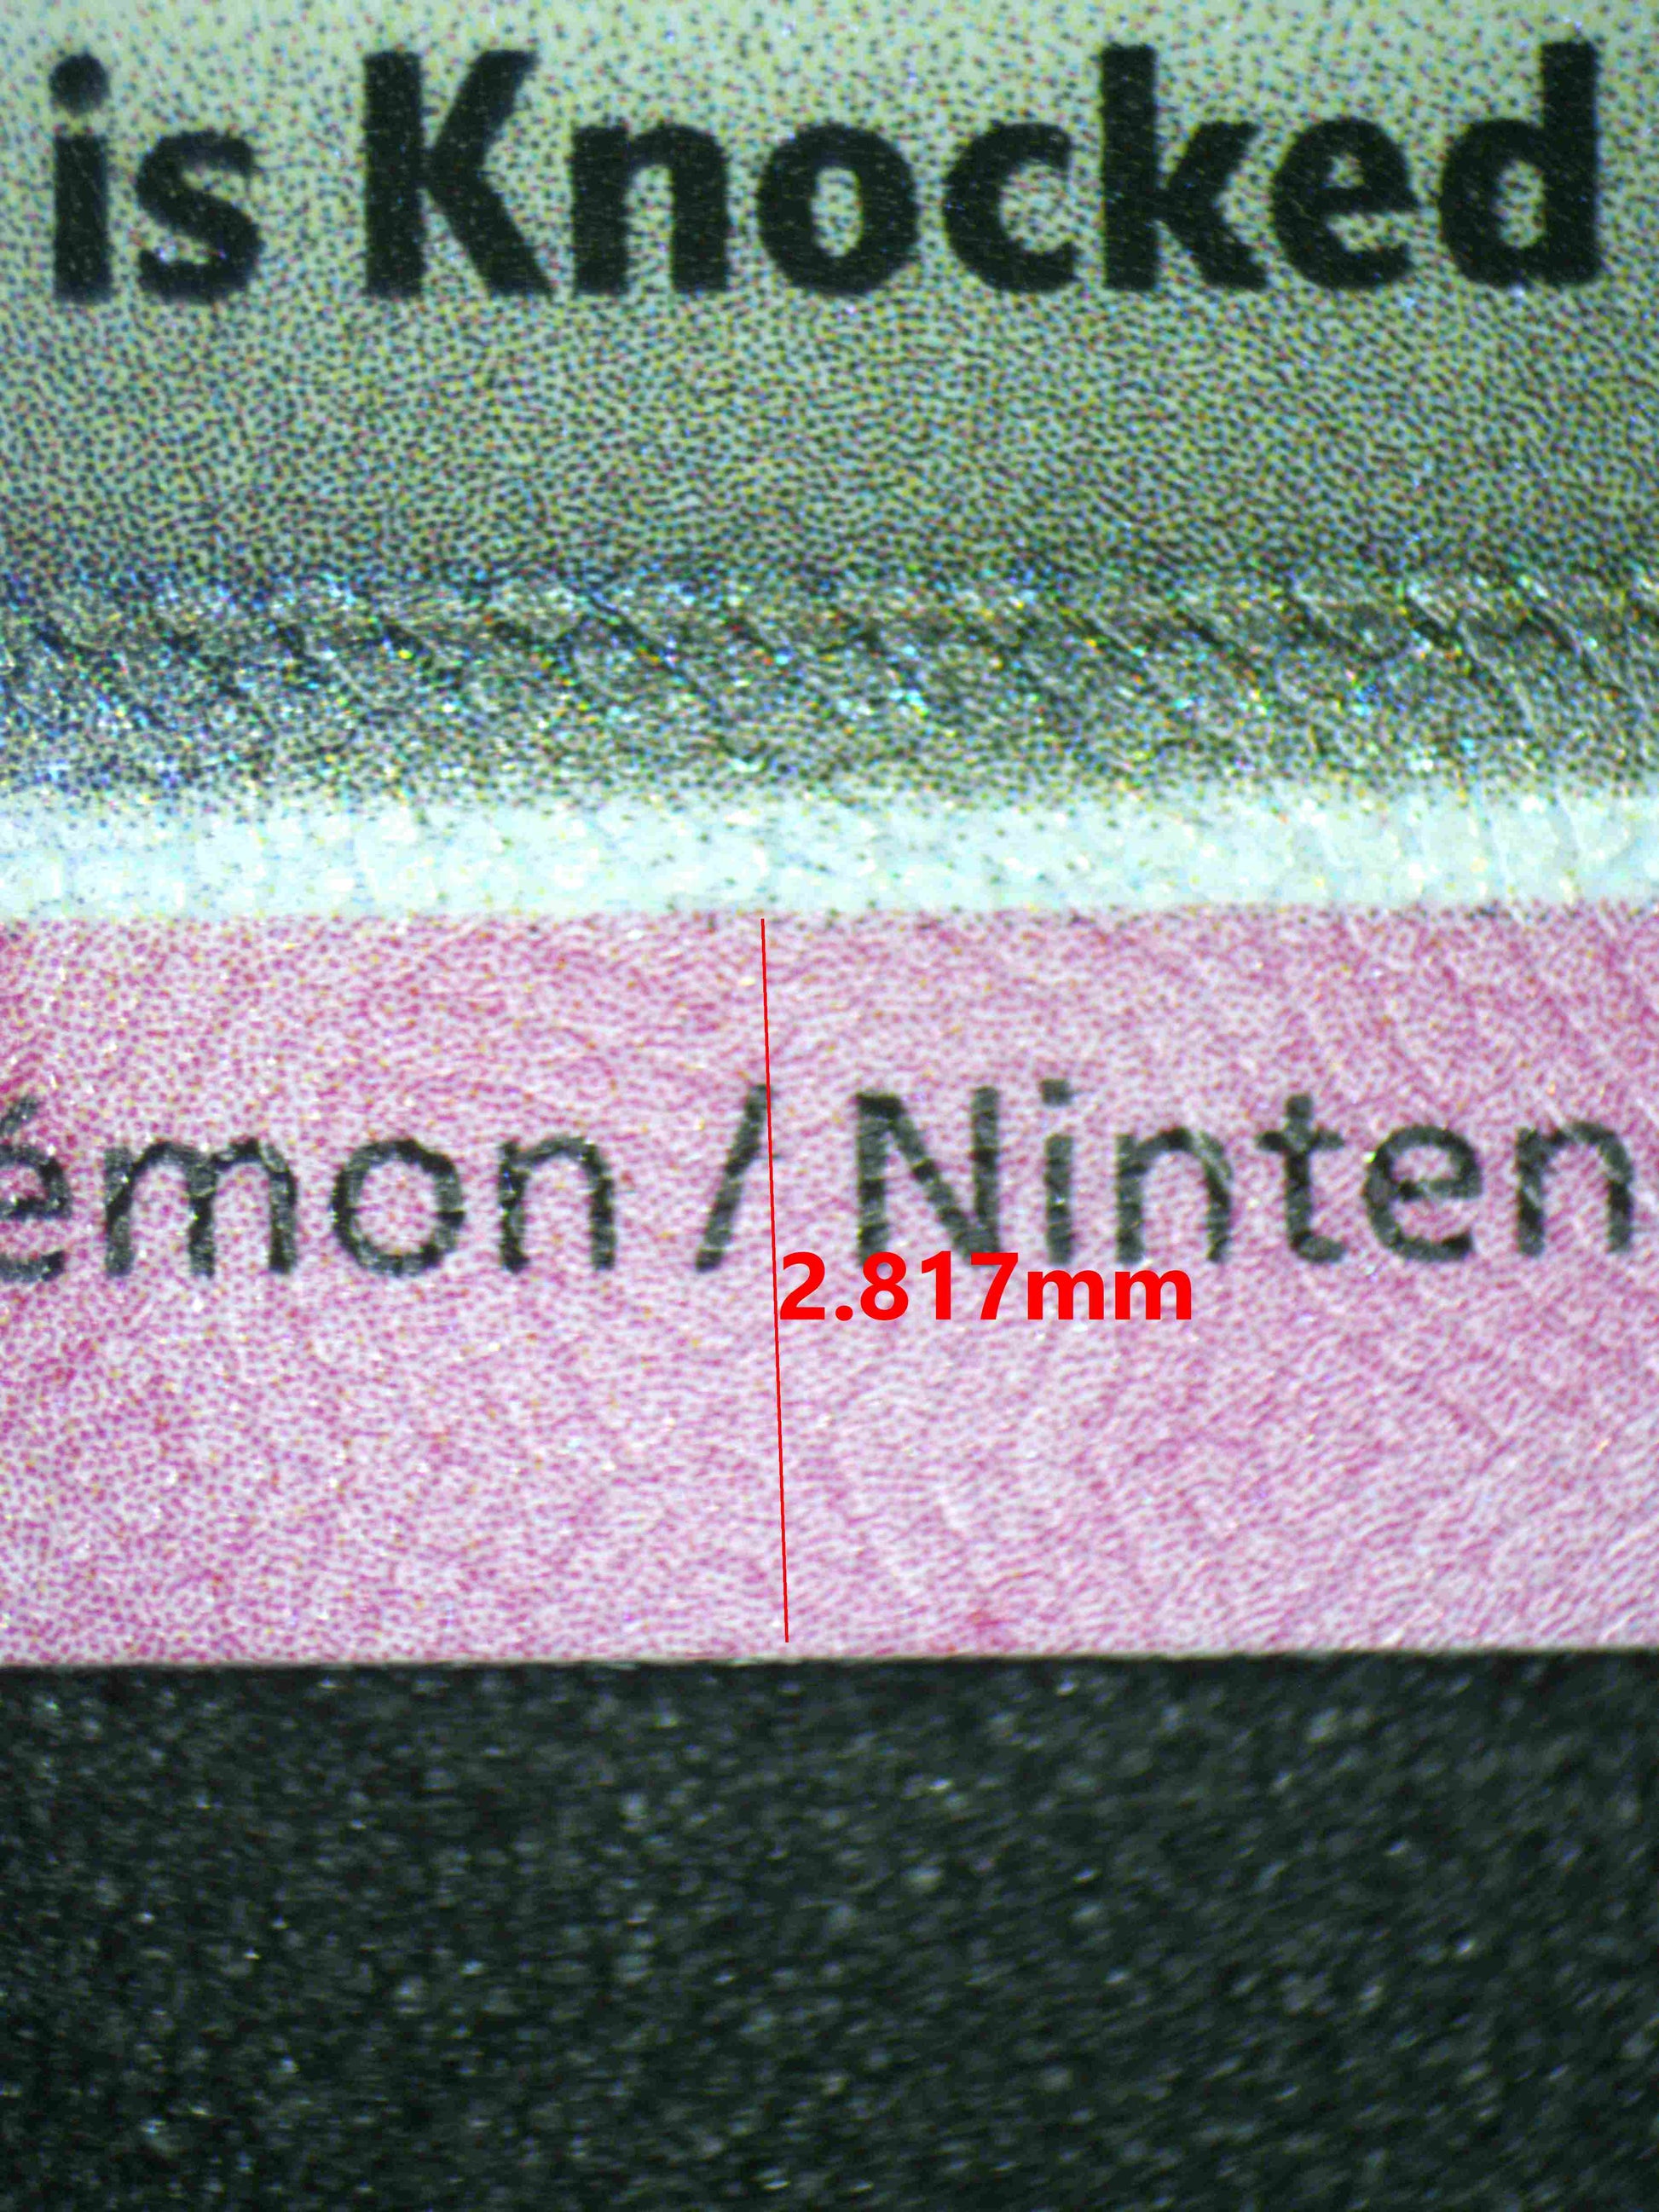 is Knocked
émon / Ninten
2.817mm